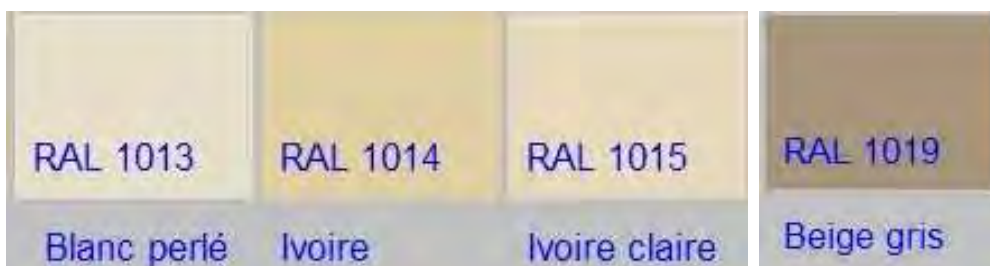 RAL 1013
RAL 1014
RAL 1015
RAL 1019
Blanc perlé
Ivoire
Ivoire claire
Beige gris